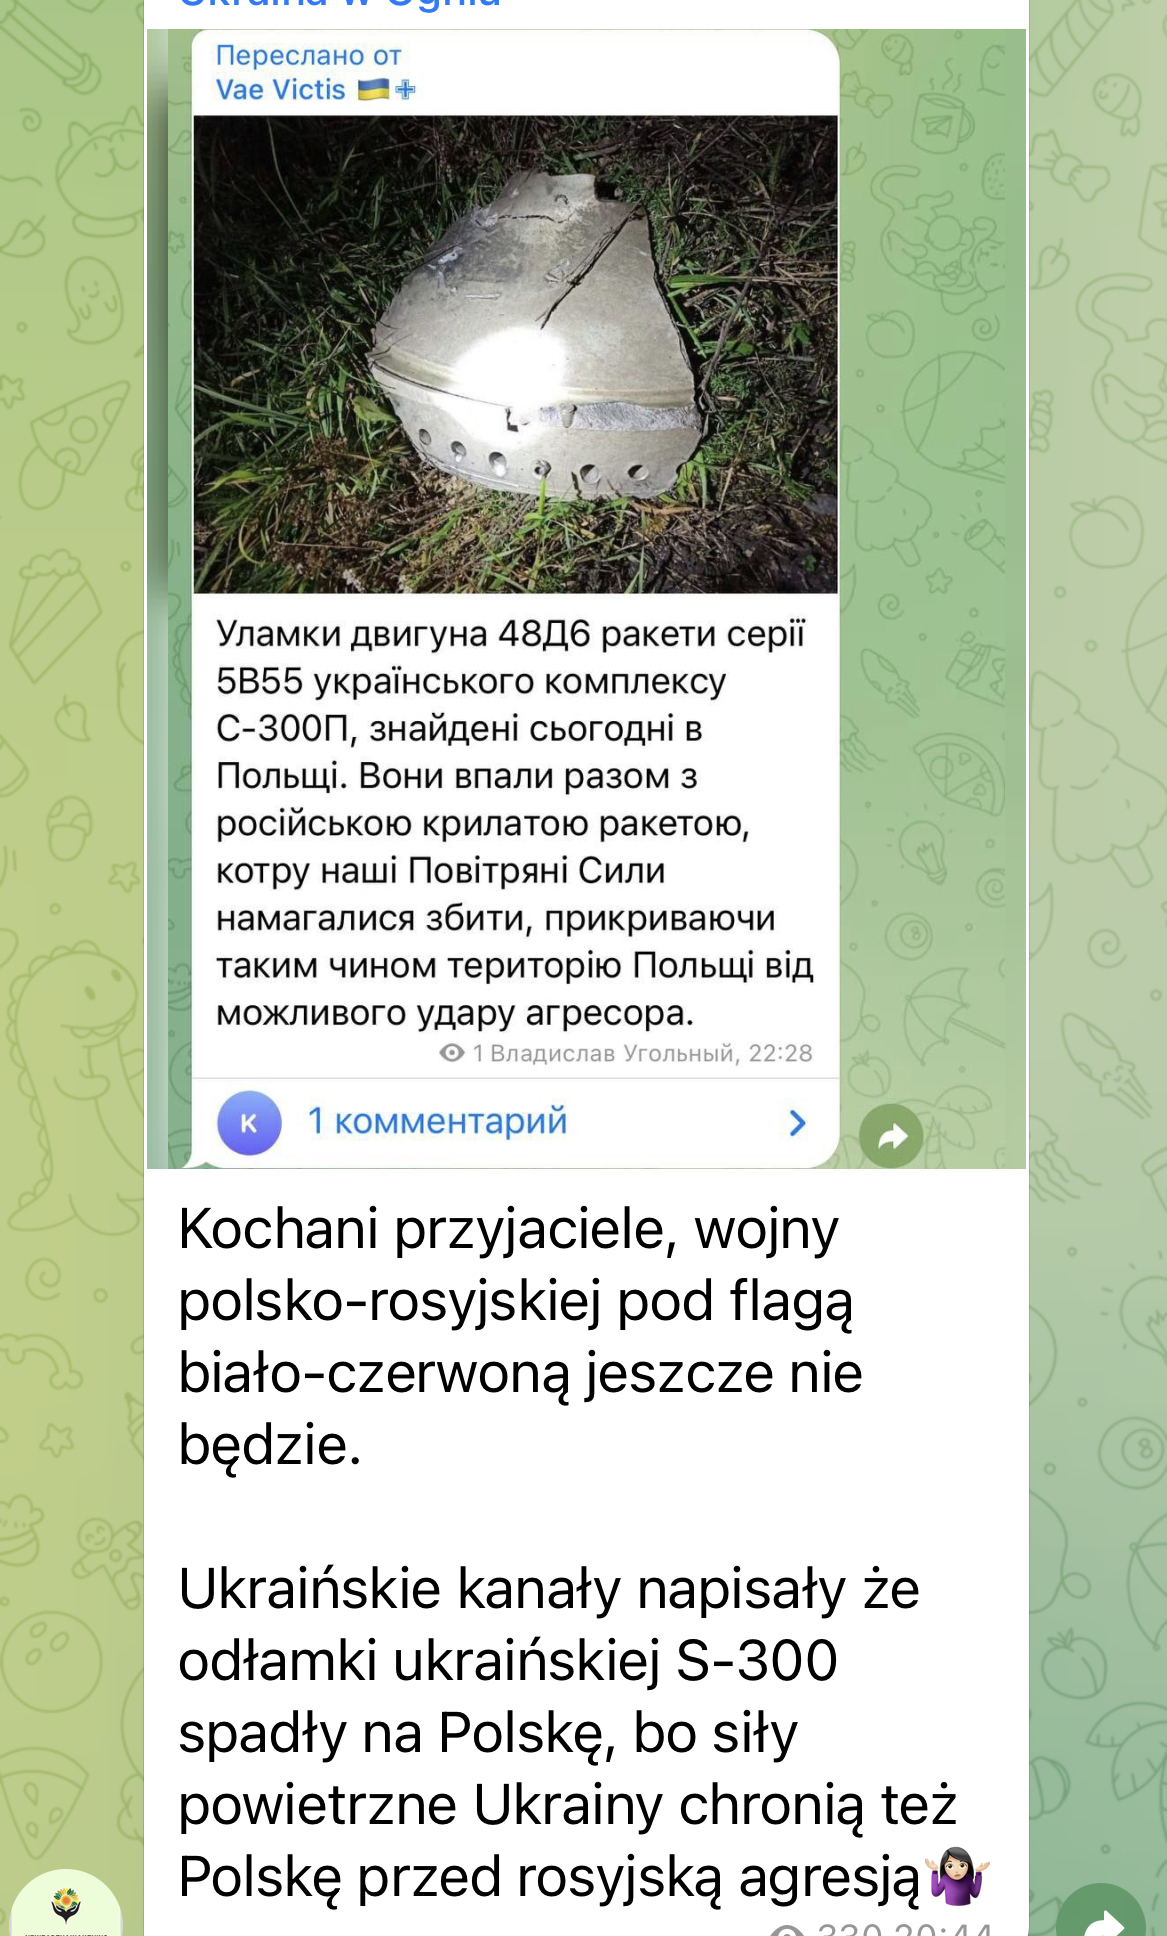 Ukraina w Ogniu
Переслано от
Vae Victis 🇺🇦
Уламки двигуна 48Д6 ракети серії
5В55 українського комплексу
С-300П, знайдені сьогодні в
Польщі. Вони впали разом з
російською крилатою ракетою,
котру наші Повітряні Сили
намагалися збити, прикриваючи
таким чином територію Польщі від
можливого удару агресора.
1 Владислав Угольный, 22:28
K
1 комментарий
Kochani przyjaciele, wojny
polsko-rosyjskiej pod flagą
biało-czerwoną jeszcze nie
będzie.
Ukraińskie kanały napisały że
odłamki ukraińskiej S-300
spadły na Polskę, bo siły
powietrzne Ukrainy chronią też
Polskę przed rosyjską agresją🤷🏻‍♀️
330 20:44